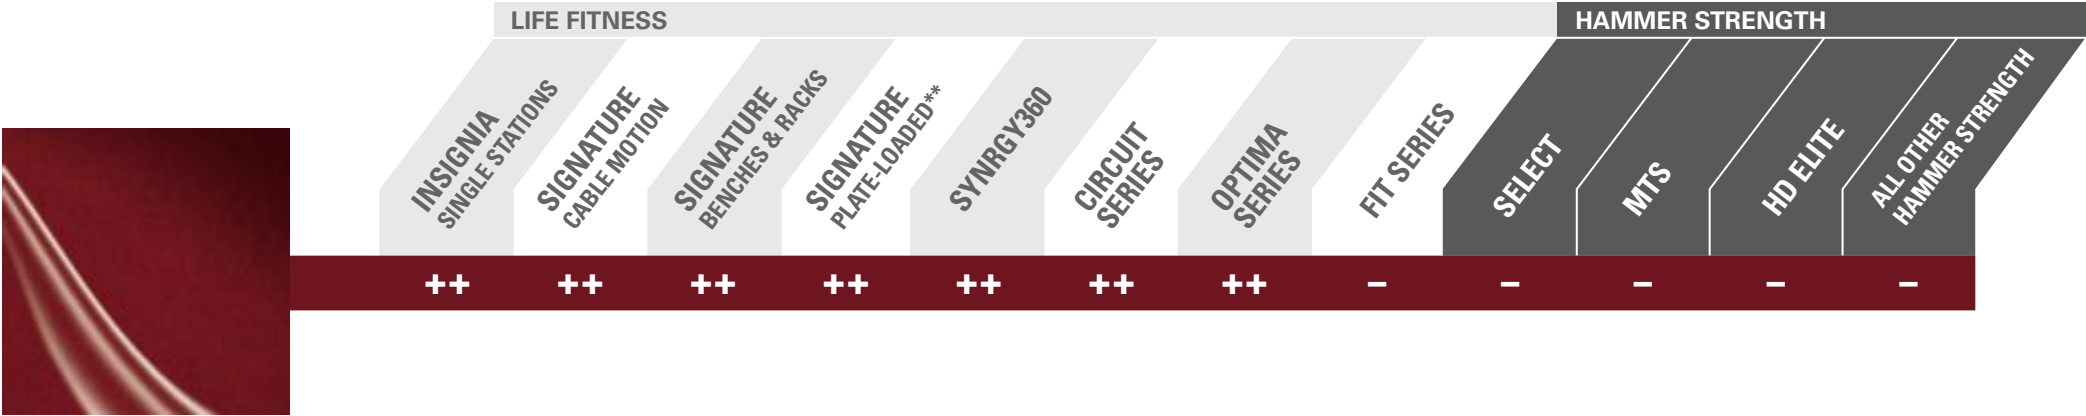 LIFE FITNESS
HAMMER STRENGTH
INSIGNIA
SINGLE STATIONS
SIGNATURE
CABLE MOTION
SIGNATURE
BENCHES & RACKS
SIGNATURE
PLATE-LOADED**
SYNRGY360
CIRCUIT
SERIES
OPTIMA
SERIES
FIT SERIES
SELECT
MTS
HD ELITE
ALL OTHER
HAMMER STRENGTH
++ ++ ++ ++ ++ ++ ++ – – – – –